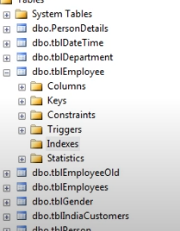 Tables
System Tables
dbo.PersonDetails
dbo.tblDateTime
dbo.tblDepartment
dbo.tblEmployee
Columns
Keys
Constraints
Triggers
Indexes
Statistics
dbo.tblEmployeeOld
dbo.tblEmployees
dbo.tblGender
dbo.tblIndiaCustomers
dbo.tblPerson